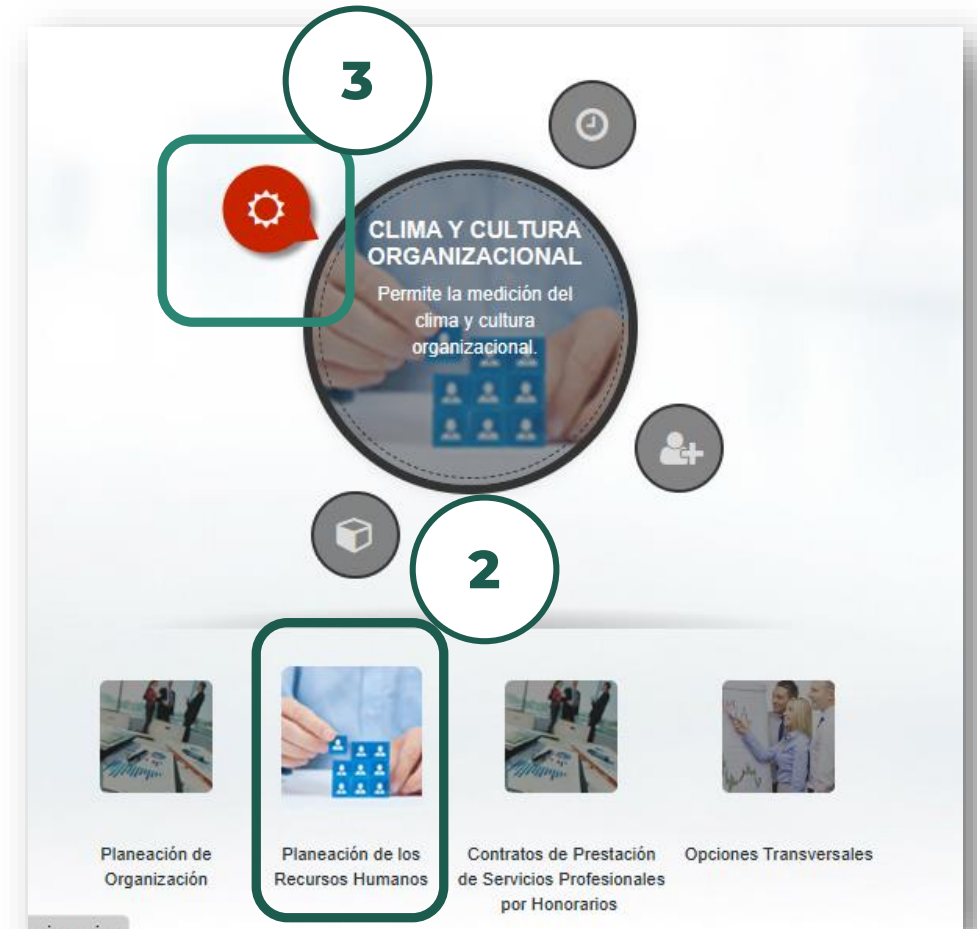 3
CLIMA Y CULTURA
ORGANIZACIONAL
Permite la medición del
clima y cultura
organizacional.
2
Planeación de
Organización
Planeación de los
Recursos Humanos
Contratos de Prestación
de Servicios Profesionales
por Honorarios
Opciones Transversales